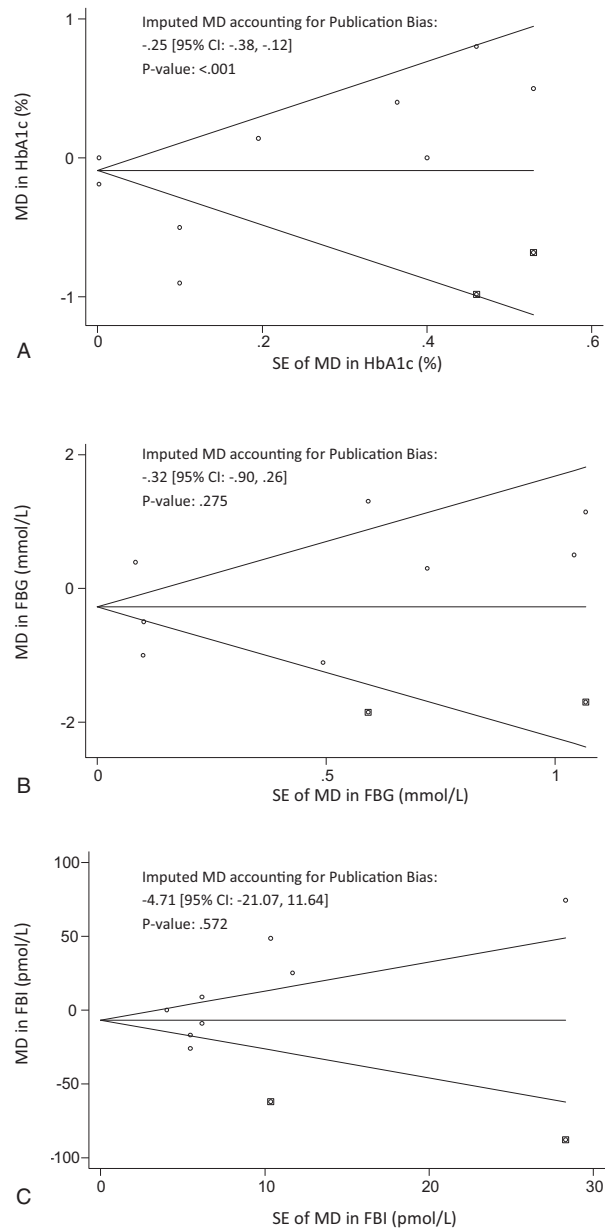 Imputed MD accounting for Publication Bias:
-.25 [95% CI: -.38, -.12]
P-value: <.001
MD in HbA1c (%)
1
0
-1
0
.2
.4
.6
SE of MD in HbA1c (%)
A
Imputed MD accounting for Publication Bias:
-.32 [95% CI: -.90, .26]
P-value: .275
MD in FBG (mmol/L)
2
0
-2
0
.5
1
SE of MD in FBG (mmol/L)
B
Imputed MD accounting for Publication Bias:
-4.71 [95% CI: -21.07, 11.64]
P-value: .572
MD in FBI (pmol/L)
100
50
0
-50
-100
0
10
20
30
SE of MD in FBI (pmol/L)
C